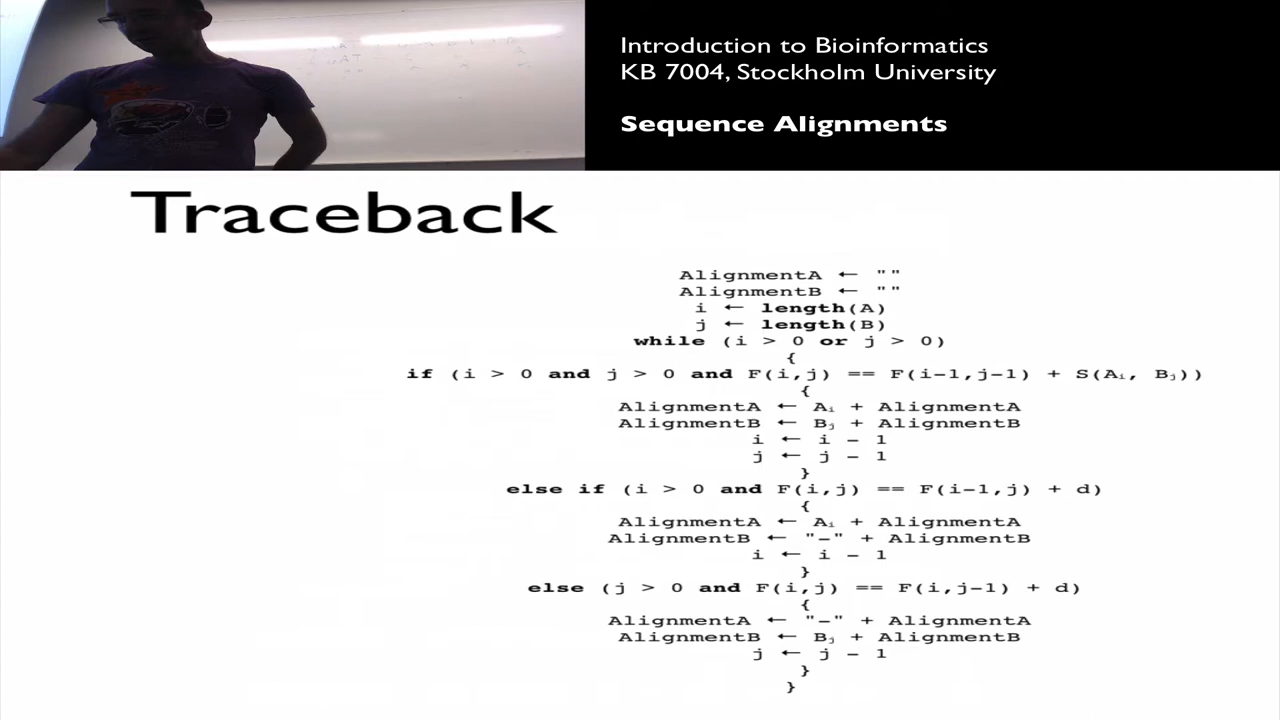 Introduction to Bioinformatics
KB 7004, Stockholm University
Sequence Alignments
Traceback
AlignmentA ← ""
AlignmentB ← ""
i ← length(A)
j ← length(B)
while (i > 0 or j > 0)
{
if (i > 0 and j > 0 and F(i,j) == F(i-1,j-1) + S(Aᵢ, Bⱼ))
{
AlignmentA ← Aᵢ + AlignmentA
AlignmentB ← Bⱼ + AlignmentB
i ← i - 1
j ← j - 1
}
else if (i > 0 and F(i,j) == F(i-1,j) + d)
{
AlignmentA ← Aᵢ + AlignmentA
AlignmentB ← "-" + AlignmentB
i ← i - 1
}
else (j > 0 and F(i,j) == F(i,j-1) + d)
{
AlignmentA ← "-" + AlignmentA
AlignmentB ← Bⱼ + AlignmentB
j ← j - 1
}
}